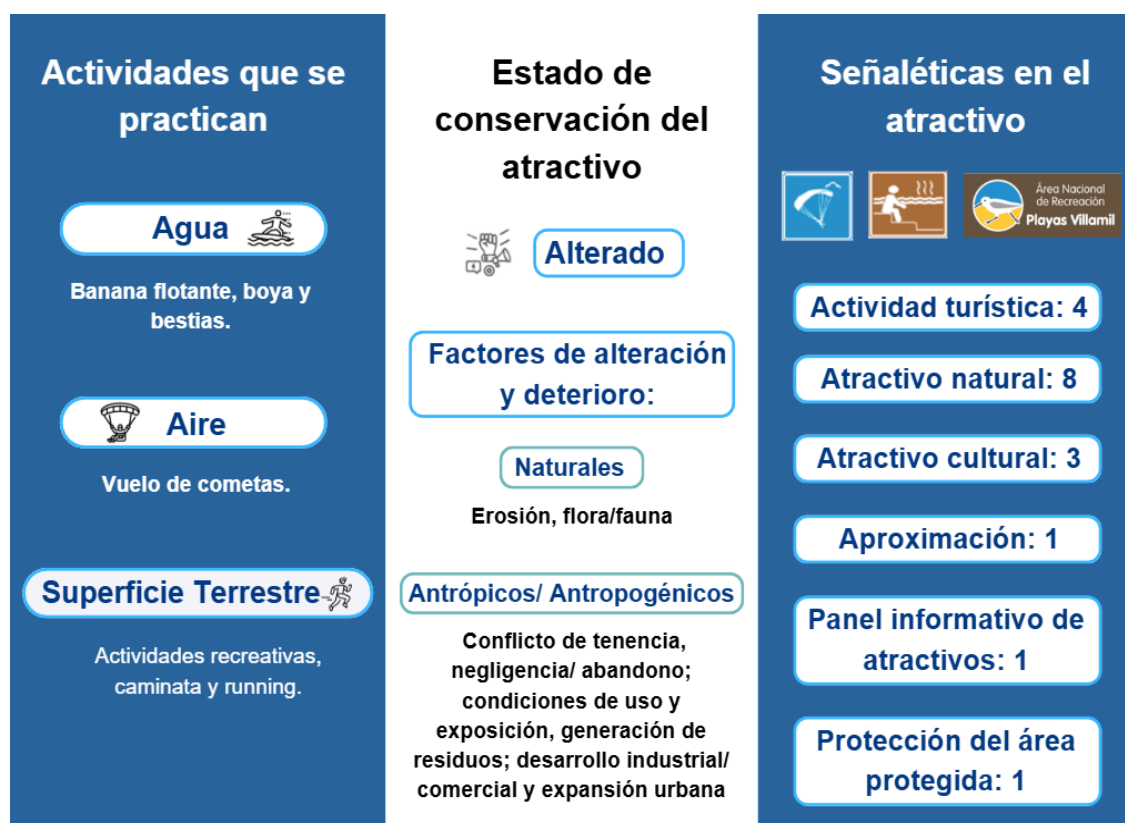 Actividades que se
practican
Agua
Banana flotante, boya y
bestias.
Aire
Vuelo de cometas.
Superficie Terrestre
Actividades recreativas,
caminata y running.
Estado de
conservación del
atractivo
Alterado
Factores de alteración
y deterioro:
Naturales
Erosión, flora/fauna
Antrópicos/ Antropogénicos
Conflicto de tenencia,
negligencia/ abandono;
condiciones de uso y
exposición, generación de
residuos; desarrollo industrial/
comercial y expansión urbana
Señaléticas en el
atractivo
Área Nacional
de Recreación
Playas Villamil
Actividad turística: 4
Atractivo natural: 8
Atractivo cultural: 3
Aproximación: 1
Panel informativo de
atractivos: 1
Protección del área
protegida: 1